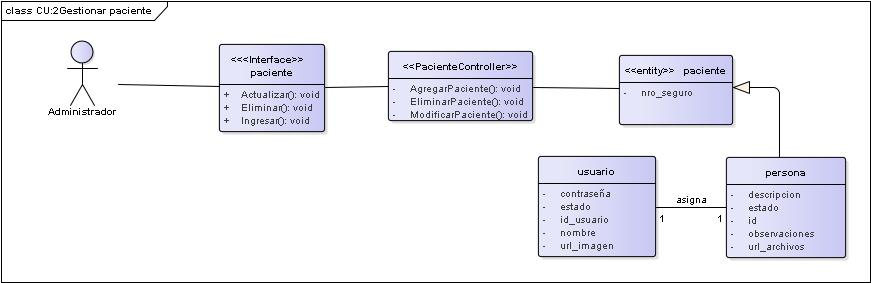 class CU:2Gestionar paciente
Administrador
<<<Interface>>
paciente
+ Actualizar(): void
+ Eliminar(): void
+ Ingresar(): void
<<PacienteController>>
- AgregarPaciente(): void
- EliminarPaciente(): void
- ModificarPaciente(): void
<<entity>> paciente
- nro_seguro
usuario
- contraseña
- estado
- id_usuario
- nombre
- url_imagen
asigna
1 1
persona
- descripcion
- estado
- id
- observaciones
- url_archivos